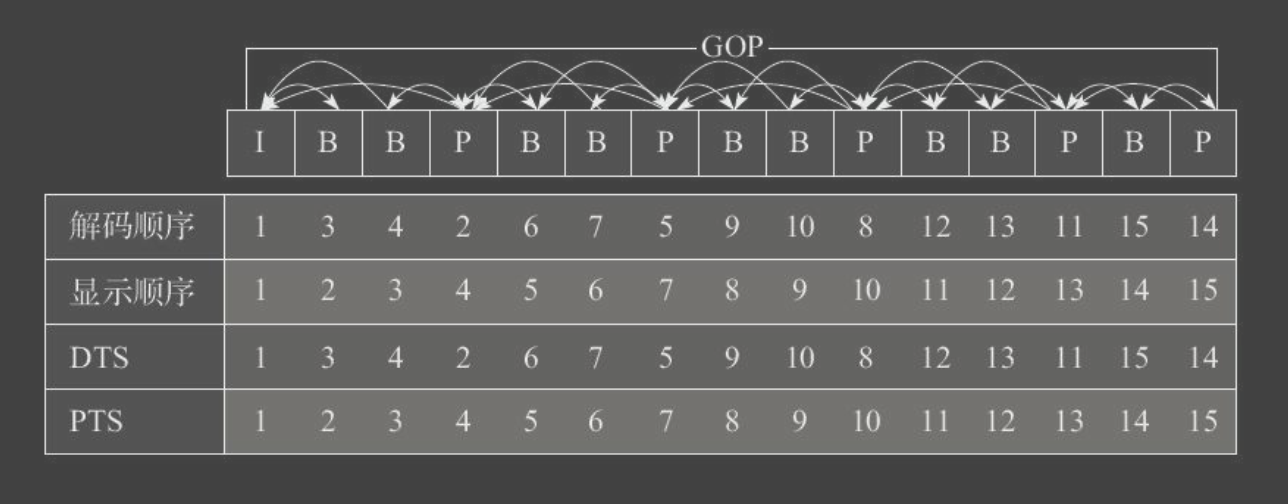 GOP
I B B P B B P B B P B B P B P
解码顺序 1 3 4 2 6 7 5 9 10 8 12 13 11 15 14
显示顺序 1 2 3 4 5 6 7 8 9 10 11 12 13 14 15
DTS 1 3 4 2 6 7 5 9 10 8 12 13 11 15 14
PTS 1 2 3 4 5 6 7 8 9 10 11 12 13 14 15